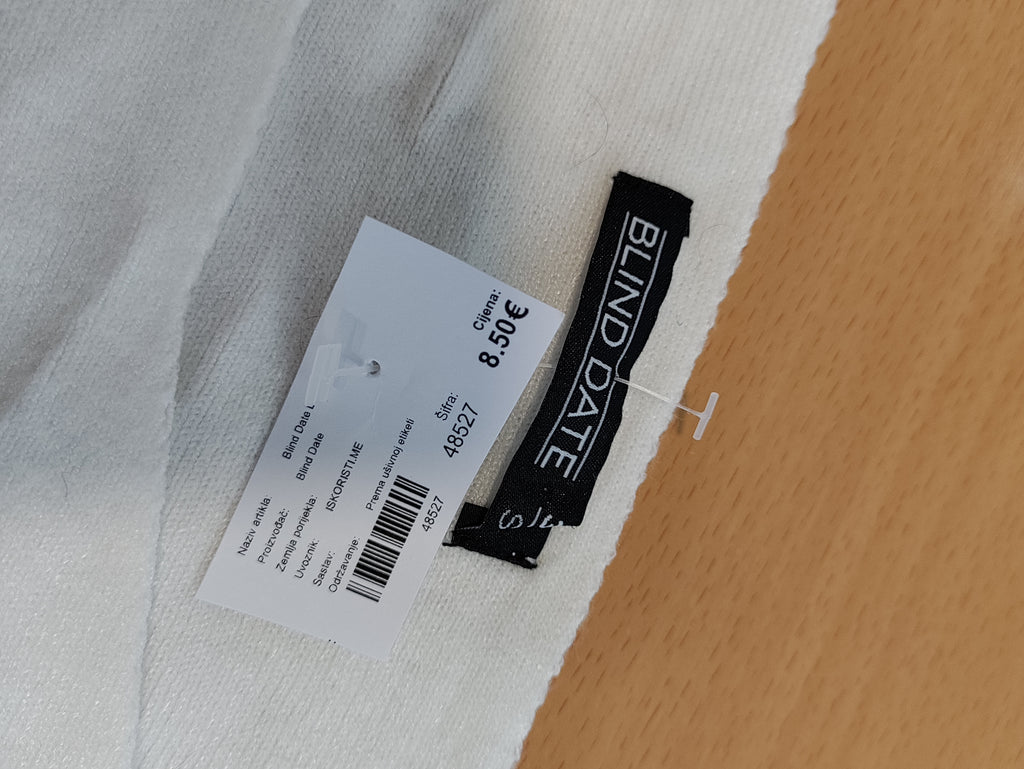 Naziv artikla: Blind Date
Proizvođač: Blind Date
Zemlja porijekla:
Uvoznik: ISKORISTI.ME
Sastav:
Održavanje: Prema ušivnoj etiketi
48527
Šifra:
48527
Cijena:
8.50€
BLIND DATE